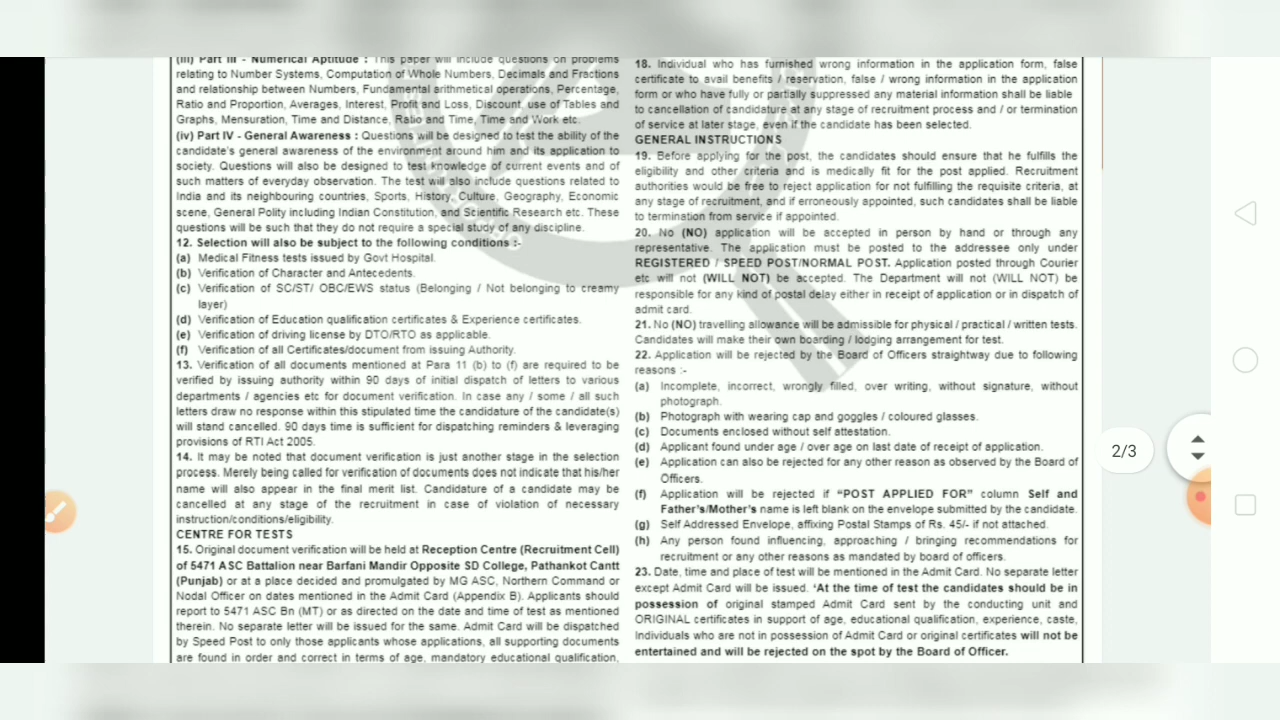 (iii) Part III - Numerical Aptitude : This paper will include questions on problems
relating to Number Systems, Computation of Whole Numbers, Decimals and Fractions
and relationship between Numbers, Fundamental arithmetical operations, Percentage,
Ratio and Proportion, Averages, Interest, Profit and Loss, Discount, use of Tables and
Graphs, Mensuration, Time and Distance, Ratio and Time, Time and Work etc.
(iv) Part IV - General Awareness : Questions will be designed to test the ability of the
candidate's general awareness of the environment around him and its application to
society. Questions will also be designed to test knowledge of current events and of
such matters of everyday observation. The test will also include questions related to
India and its neighbouring countries, Sports, History, Culture, Geography, Economic
scene, General Polity including Indian Constitution, and Scientific Research etc. These
questions will be such that they do not require a special study of any discipline.
12. Selection will also be subject to the following conditions :-
(a) Medical Fitness tests issued by Govt Hospital.
(b) Verification of Character and Antecedents.
(c) Verification of SC/ST/ OBC/EWS status (Belonging / Not belonging to creamy
layer)
(d) Verification of Education qualification certificates & Experience certificates.
(e) Verification of driving license by DTO/RTO as applicable.
(f) Verification of all Certificates/document from issuing Authority.
13. Verification of all documents mentioned at Para 11 (b) to (f) are required to be
verified by issuing authority within 90 days of initial dispatch of letters to various
departments / agencies etc for document verification. In case any / some / all such
letters draw no response within this stipulated time the candidature of the candidate(s)
will stand cancelled. 90 days time is sufficient for dispatching reminders & leveraging
provisions of RTI Act 2005.
14. It may be noted that document verification is just another stage in the selection
process. Merely being called for verification of documents does not indicate that his/her
name will also appear in the final merit list. Candidature of a candidate may be
cancelled at any stage of the recruitment in case of violation of necessary
instruction/conditions/eligibility.
CENTRE FOR TESTS
15. Original document verification will be held at Reception Centre (Recruitment Cell)
of 5471 ASC Battalion near Barfani Mandir Opposite SD College, Pathankot Cantt
(Punjab) or at a place decided and promulgated by MG ASC, Northern Command or
Nodal Officer on dates mentioned in the Admit Card (Appendix B). Applicants should
report to 5471 ASC Bn (MT) or as directed on the date and time of test as mentioned
therein. No separate letter will be issued for the same. Admit Card will be dispatched
by Speed Post to only those applicants whose applications, all supporting documents
are found in order and correct in terms of age, mandatory educational qualification,
18. Individual who has furnished wrong information in the application form, false
certificate to avail benefits / reservation, false / wrong information in the application
form or who have fully or partially suppressed any material information shall be liable
to cancellation of candidature at any stage of recruitment process and / or termination
of service at later stage, even if the candidate has been selected.
GENERAL INSTRUCTIONS
19. Before applying for the post, the candidates should ensure that he fulfills the
eligibility and other criteria and is medically fit for the post applied. Recruitment
authorities would be free to reject application for not fulfilling the requisite criteria, at
any stage of recruitment, and if erroneously appointed, such candidates shall be liable
to termination from service if appointed.
20. No (NO) application will be accepted in person by hand or through any
representative. The application must be posted to the addressee only under
REGISTERED / SPEED POST/NORMAL POST. Application posted through Courier
etc will not (WILL NOT) be accepted. The Department will not (WILL NOT) be
responsible for any kind of postal delay either in receipt of application or in dispatch of
admit card.
21. No (NO) travelling allowance will be admissible for physical / practical / written tests.
Candidates will make their own boarding / lodging arrangement for test.
22. Application will be rejected by the Board of Officers straightway due to following
reasons :-
(a) Incomplete, incorrect, wrongly filled, over writing, without signature, without
photograph.
(b) Photograph with wearing cap and goggles / coloured glasses.
(c) Documents enclosed without self attestation.
(d) Applicant found under age / over age on last date of receipt of application.
(e) Application can also be rejected for any other reason as observed by the Board of
Officers.
(f) Application will be rejected if “POST APPLIED FOR” column Self and
Father's/Mother's name is left blank on the envelope submitted by the candidate.
(g) Self Addressed Envelope, affixing Postal Stamps of Rs. 45/- if not attached.
(h) Any person found influencing, approaching / bringing recommendations for
recruitment or any other reasons as mandated by board of officers.
23. Date, time and place of test will be mentioned in the Admit Card. No separate letter
except Admit Card will be issued. 'At the time of test the candidates should be in
possession of original stamped Admit Card sent by the conducting unit and
ORIGINAL certificates in support of age, educational qualification, experience, caste,
Individuals who are not in possession of Admit Card or original certificates will not be
entertained and will be rejected on the spot by the Board of Officer.
2/3